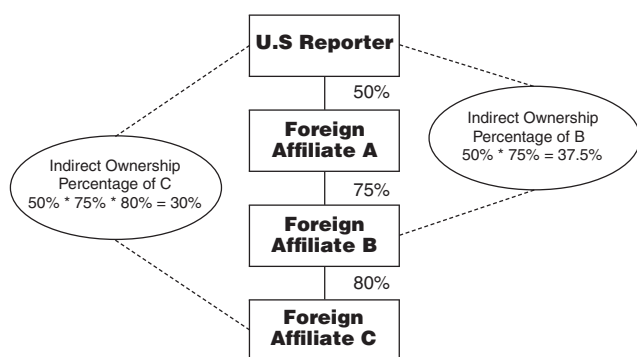 U.S Reporter
50%
Foreign
Affiliate A
Indirect Ownership
Percentage of B
50% * 75% = 37.5%
Indirect Ownership
Percentage of C
50% * 75% * 80% = 30%
75%
Foreign
Affiliate B
80%
Foreign
Affiliate C